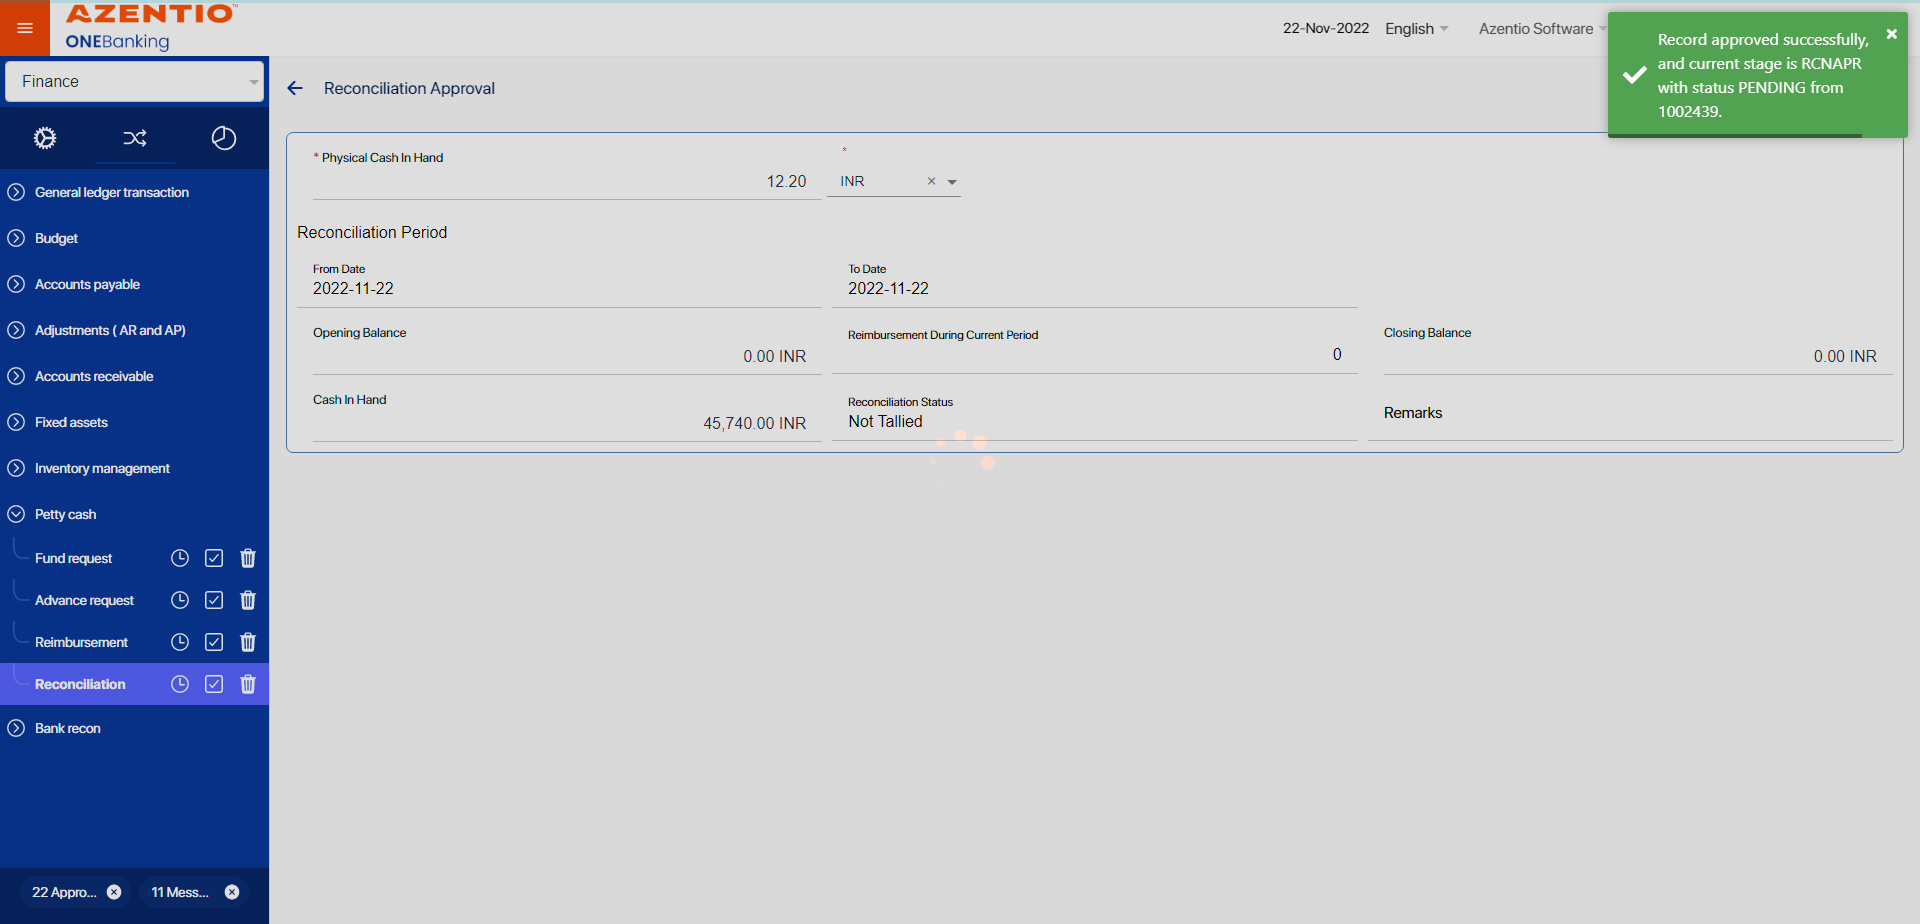 AZENTIO™
ONEBanking
22-Nov-2022
English
Azentio Software
Record approved successfully,
and current stage is RCNAPR
with status PENDING from
1002439.
Finance
General ledger transaction
Budget
Accounts payable
Adjustments ( AR and AP)
Accounts receivable
Fixed assets
Inventory management
Petty cash
Fund request
Advance request
Reimbursement
Reconciliation
Bank recon
22 Appro...
11 Mess...
Reconciliation Approval
* Physical Cash In Hand
12.20
*
INR
Reconciliation Period
From Date
2022-11-22
To Date
2022-11-22
Opening Balance
0.00 INR
Reimbursement During Current Period
0
Closing Balance
0.00 INR
Cash In Hand
45,740.00 INR
Reconciliation Status
Not Tallied
Remarks